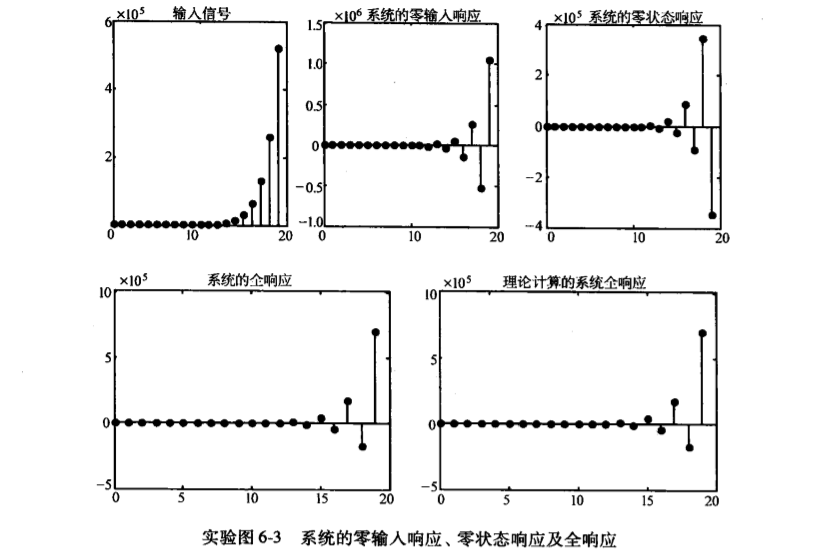 ×10⁵ 输入信号
6
4
2
0
0 10 20
×10⁶ 系统的零输入响应
1.5
1.0
0.5
0
−0.5
−1.0
0 10 20
×10⁵ 系统的零状态响应
4
2
0
−2
−4
0 10 20
×10⁵ 系统的全响应
10
5
0
−5
0 5 10 15 20
×10⁵ 理论计算的系统全响应
10
5
0
−5
0 5 10 15 20
实验图6-3 系统的零输入响应、零状态响应及全响应